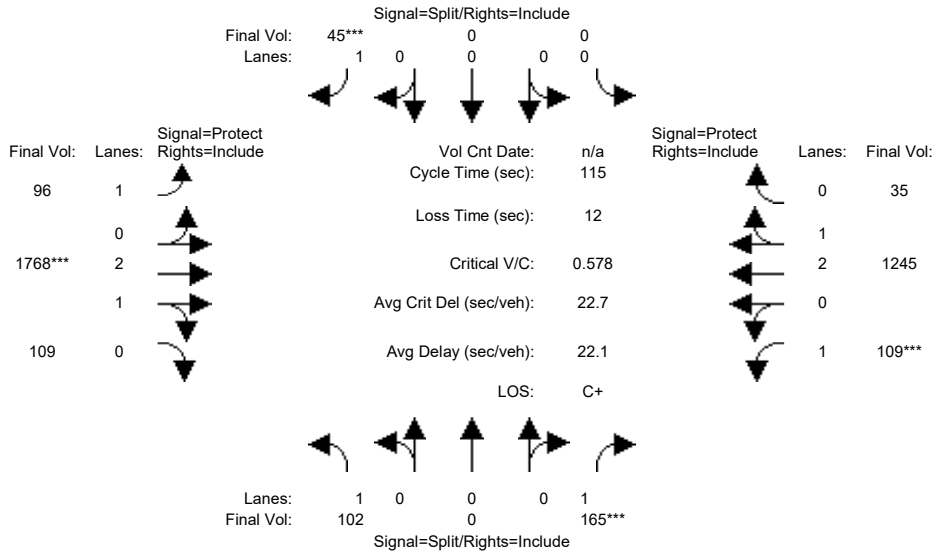 Signal=Split/Rights=Include
Final Vol: 45*** 0 0
Lanes: 1 0 0 0 0
Signal=Protect
Final Vol: Lanes: Rights=Include
Vol Cnt Date: n/a
Signal=Protect
Rights=Include Lanes: Final Vol:
Cycle Time (sec): 115
96 1
0 35
Loss Time (sec): 12
0
1
1768*** 2
Critical V/C: 0.578
2 1245
1
Avg Crit Del (sec/veh): 22.7
0
109 0
Avg Delay (sec/veh): 22.1
1 109***
LOS: C+
Lanes: 1 0 0 0 1
Final Vol: 102 0 165***
Signal=Split/Rights=Include